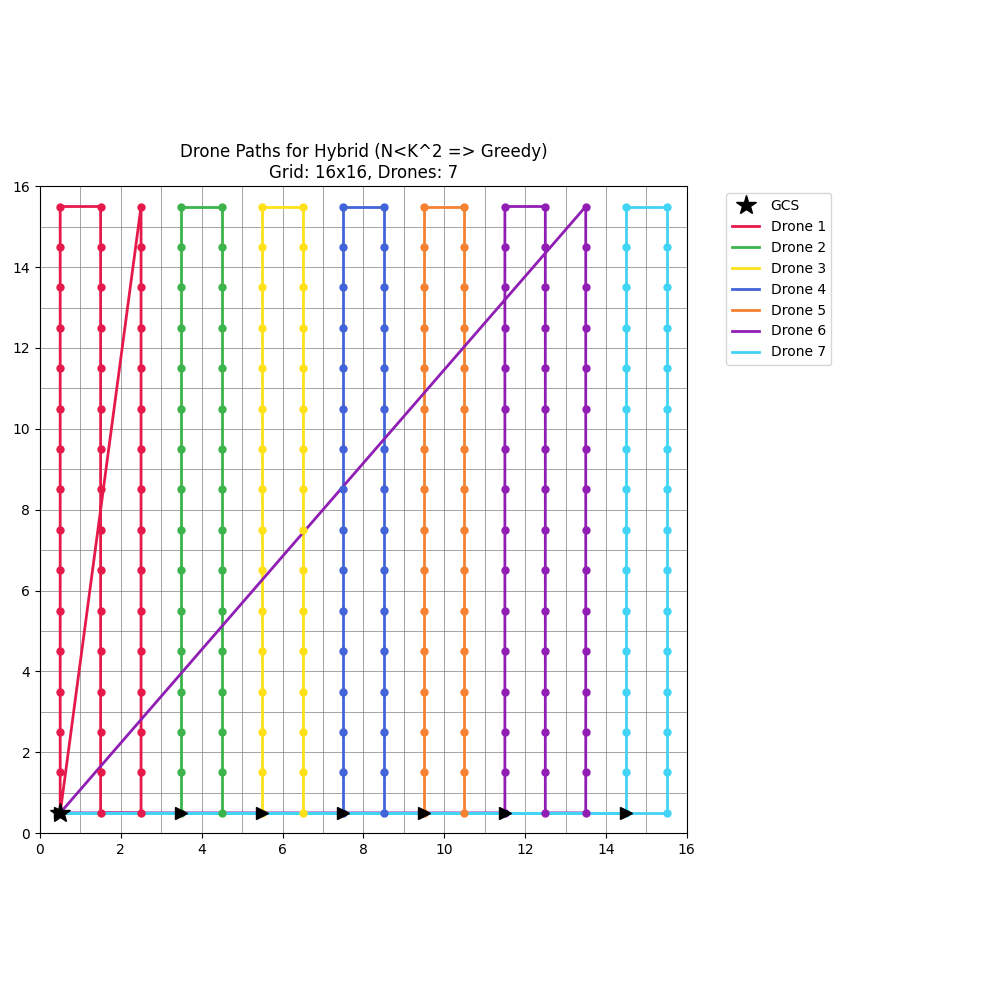 Drone Paths for Hybrid (N<K^2 => Greedy)
Grid: 16x16, Drones: 7
GCS
Drone 1
Drone 2
Drone 3
Drone 4
Drone 5
Drone 6
Drone 7
16
14
12
10
8
6
4
2
0
0 2 4 6 8 10 12 14 16